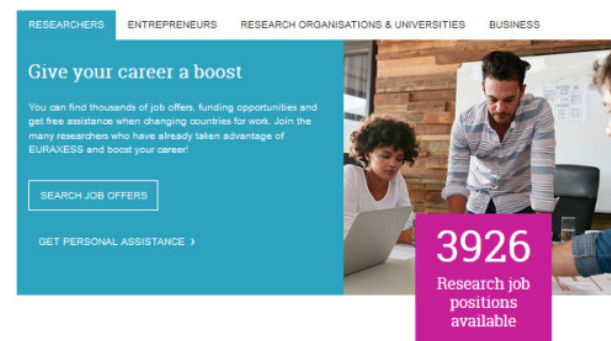 RESEARCHERS ENTREPRENEURS RESEARCH ORGANISATIONS & UNIVERSITIES BUSINESS
Give your career a boost
You can find thousands of job offers, funding opportunities and
get free assistance when changing countries for work. Join the
many researchers who have already taken advantage of
EURAXESS and boost your career!
SEARCH JOB OFFERS
GET PERSONAL ASSISTANCE ›
3926
Research job
positions
available